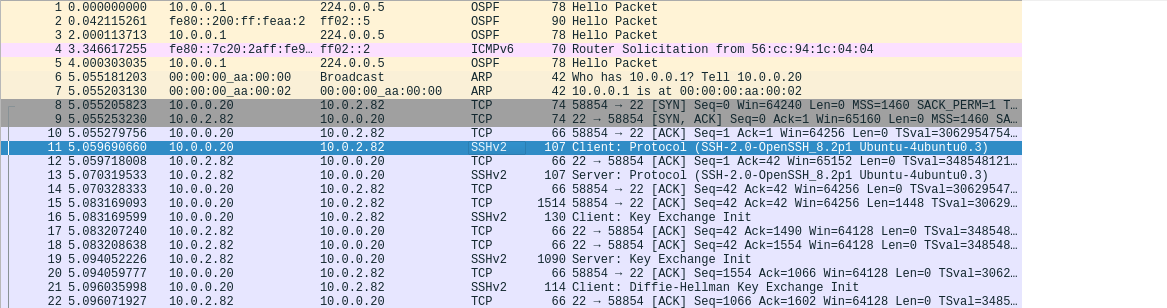 1 0.000000000 10.0.0.1 224.0.0.5 OSPF 78 Hello Packet
2 0.042115261 fe80::200:ff:feaa:2 ff02::5 OSPF 90 Hello Packet
3 2.000113713 10.0.0.1 224.0.0.5 OSPF 78 Hello Packet
4 3.346617255 fe80::7c20:2aff:fe9… ff02::2 ICMPv6 70 Router Solicitation from 56:cc:94:1c:04:04
5 4.000303035 10.0.0.1 224.0.0.5 OSPF 78 Hello Packet
6 5.055181203 00:00:00_aa:00:00 Broadcast ARP 42 Who has 10.0.0.1? Tell 10.0.0.20
7 5.055203130 00:00:00_aa:00:02 00:00:00_aa:00:00 ARP 42 10.0.0.1 is at 00:00:00:aa:00:02
8 5.055205823 10.0.0.20 10.0.2.82 TCP 74 58854 → 22 [SYN] Seq=0 Win=64240 Len=0 MSS=1460 SACK_PERM=1 T…
9 5.055253230 10.0.2.82 10.0.0.20 TCP 74 22 → 58854 [SYN, ACK] Seq=0 Ack=1 Win=65160 Len=0 MSS=1460 SA…
10 5.055279756 10.0.0.20 10.0.2.82 TCP 66 58854 → 22 [ACK] Seq=1 Ack=1 Win=64256 Len=0 TSval=3062954754…
11 5.059690660 10.0.0.20 10.0.2.82 SSHv2 107 Client: Protocol (SSH-2.0-OpenSSH_8.2p1 Ubuntu-4ubuntu0.3)
12 5.059718008 10.0.2.82 10.0.0.20 TCP 66 22 → 58854 [ACK] Seq=1 Ack=42 Win=65152 Len=0 TSval=348548121…
13 5.070319533 10.0.2.82 10.0.0.20 SSHv2 107 Server: Protocol (SSH-2.0-OpenSSH_8.2p1 Ubuntu-4ubuntu0.3)
14 5.070328333 10.0.0.20 10.0.2.82 TCP 66 58854 → 22 [ACK] Seq=42 Ack=42 Win=64256 Len=0 TSval=30629547…
15 5.083169093 10.0.0.20 10.0.2.82 TCP 1514 58854 → 22 [ACK] Seq=42 Ack=42 Win=64256 Len=1448 TSval=30629…
16 5.083169599 10.0.0.20 10.0.2.82 SSHv2 130 Client: Key Exchange Init
17 5.083207240 10.0.2.82 10.0.0.20 TCP 66 22 → 58854 [ACK] Seq=42 Ack=1490 Win=64128 Len=0 TSval=348548…
18 5.083208638 10.0.2.82 10.0.0.20 TCP 66 22 → 58854 [ACK] Seq=42 Ack=1554 Win=64128 Len=0 TSval=348548…
19 5.094052226 10.0.2.82 10.0.0.20 SSHv2 1090 Server: Key Exchange Init
20 5.094059777 10.0.0.20 10.0.2.82 TCP 66 58854 → 22 [ACK] Seq=1554 Ack=1066 Win=64128 Len=0 TSval=3062…
21 5.096035998 10.0.0.20 10.0.2.82 SSHv2 114 Client: Diffie-Hellman Key Exchange Init
22 5.096071927 10.0.2.82 10.0.0.20 TCP 66 22 → 58854 [ACK] Seq=1066 Ack=1602 Win=64128 Len=0 TSval=3485…